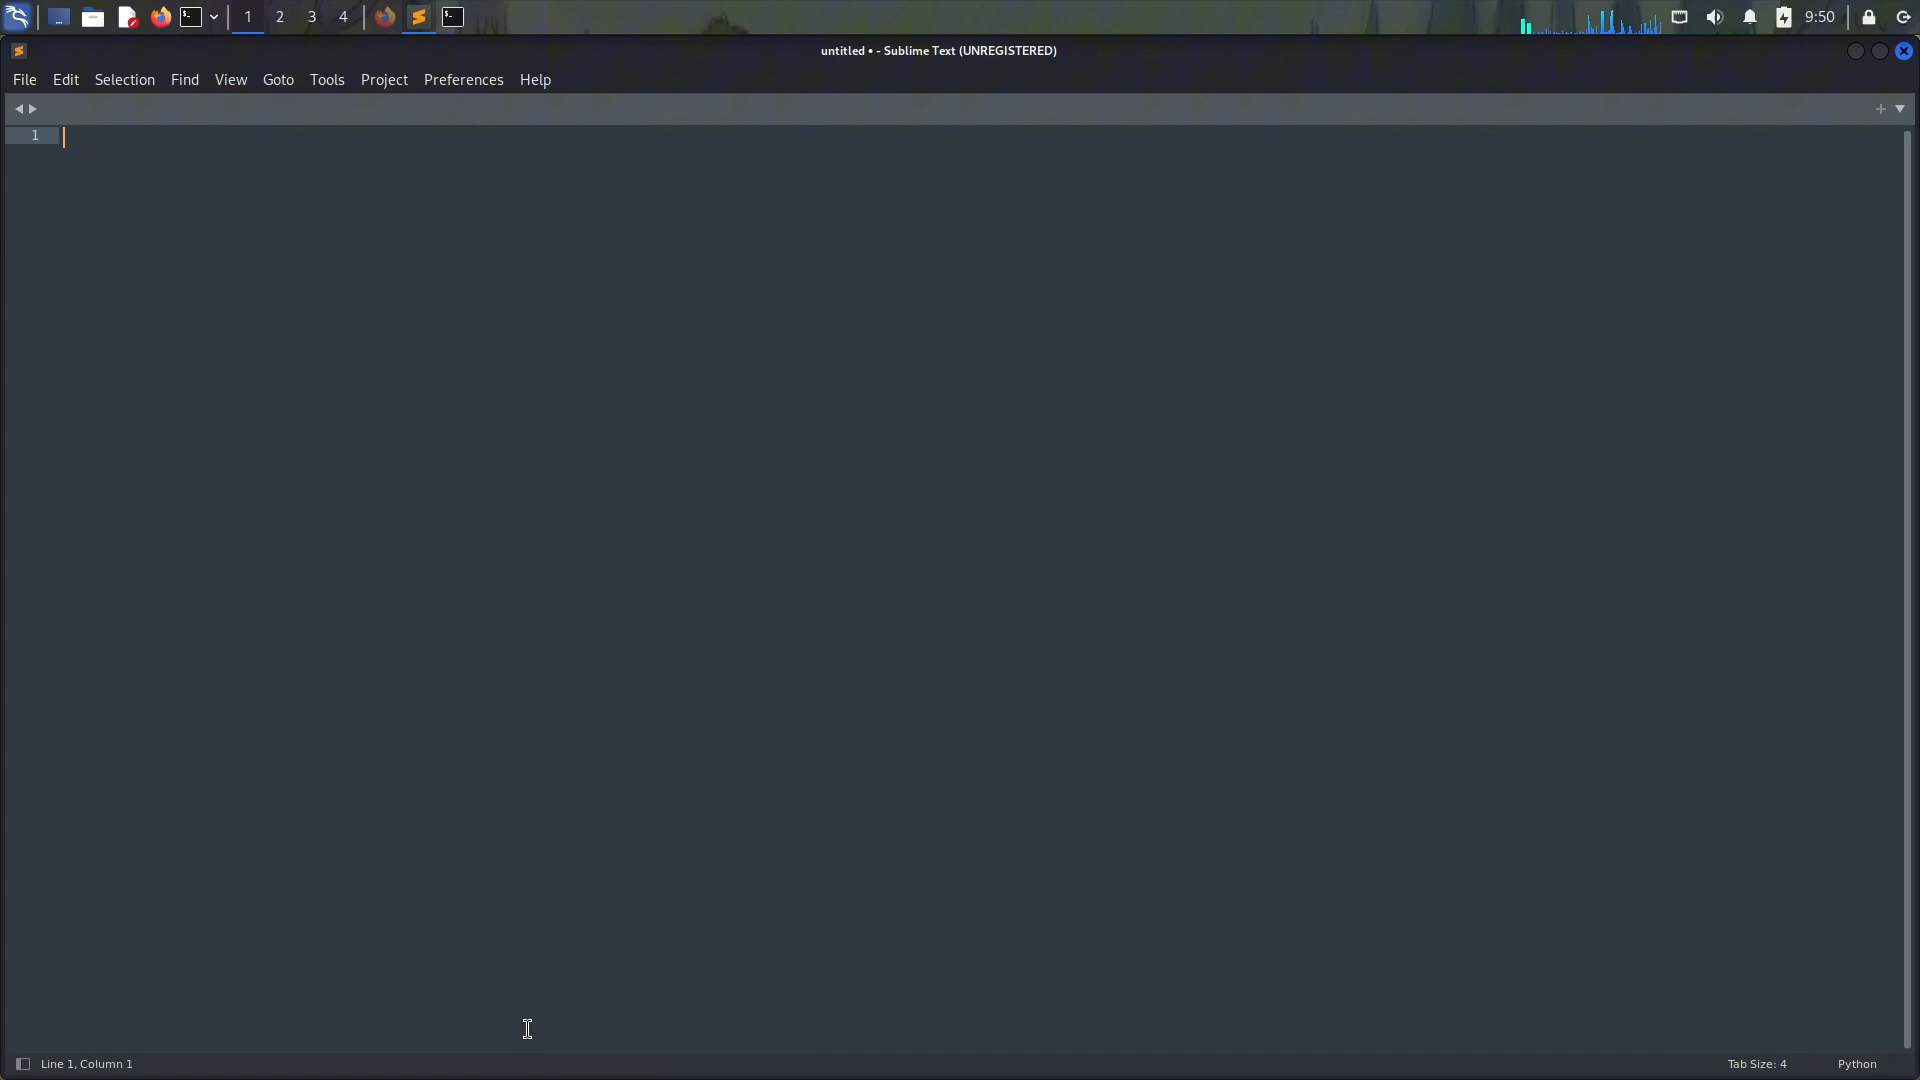 1 2 3 4 9:50
untitled • - Sublime Text (UNREGISTERED)
File Edit Selection Find View Goto Tools Project Preferences Help
1
Line 1, Column 1 Tab Size: 4 Python